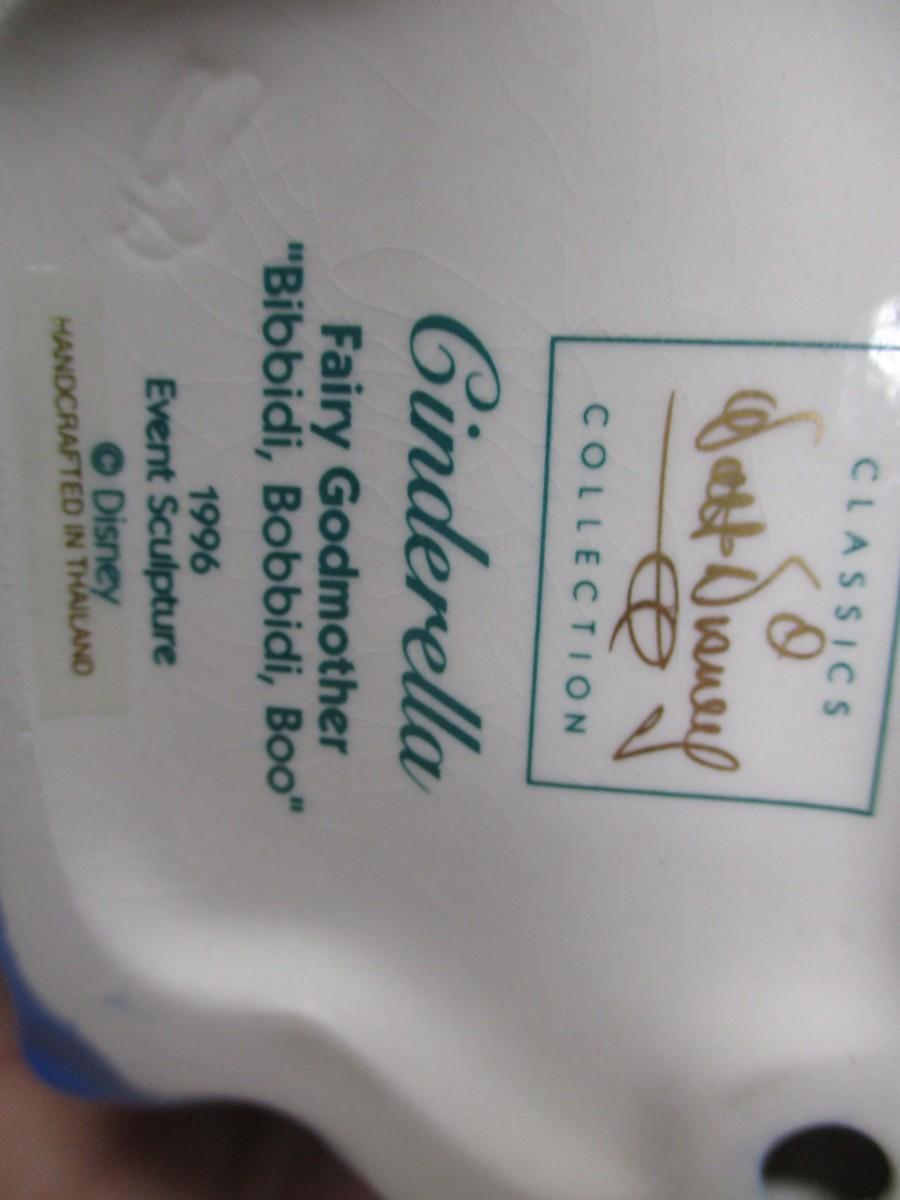 CLASSICS
Walt Disney
COLLECTION
Cinderella
Fairy Godmother
"Bibbidi, Bobbidi, Boo"
1996
Event Sculpture
© Disney
HANDCRAFTED IN THAILAND